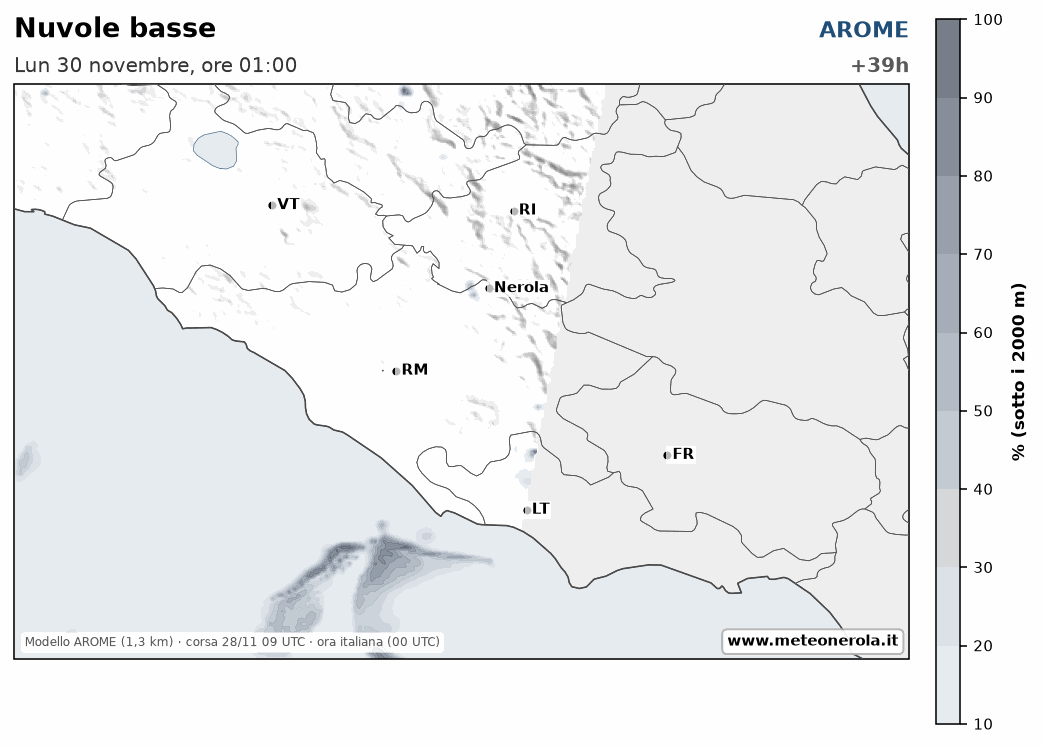 Nuvole basse
AROME
Lun 30 novembre, ore 01:00
+39h
100
90
80
70
60
50
40
30
20
10
% (sotto i 2000 m)
VT
RI
Nerola
RM
FR
LT
Modello AROME (1,3 km) · corsa 28/11 09 UTC · ora italiana (00 UTC)
www.meteonerola.it